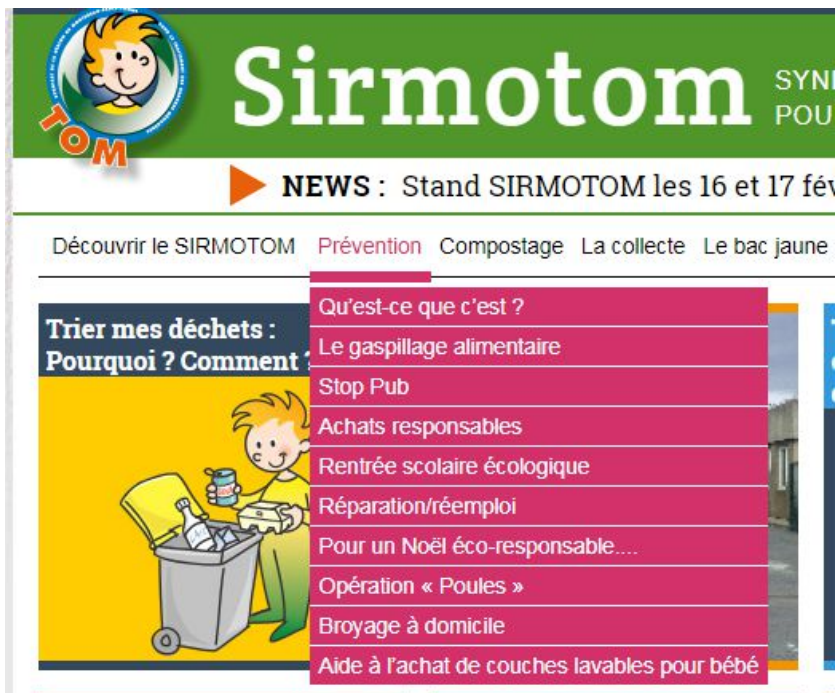 TOM
Sirmotom
SYN
POU
NEWS : Stand SIRMOTOM les 16 et 17 fév
Découvrir le SIRMOTOM Prévention Compostage La collecte Le bac jaune
Trier mes déchets :
Pourquoi ? Comment ?
Qu'est-ce que c'est ?
Le gaspillage alimentaire
Stop Pub
Achats responsables
Rentrée scolaire écologique
Réparation/réemploi
Pour un Noël éco-responsable....
Opération « Poules »
Broyage à domicile
Aide à l'achat de couches lavables pour bébé